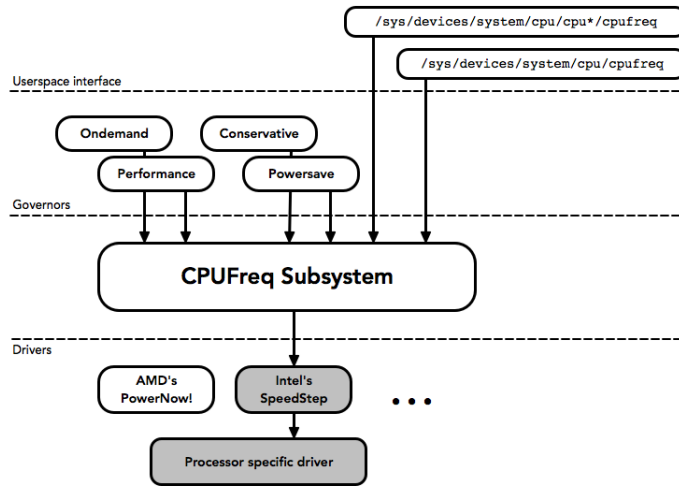 /sys/devices/system/cpu/cpu*/cpufreq
/sys/devices/system/cpu/cpufreq
Userspace interface
Ondemand
Conservative
Performance
Powersave
Governors
CPUFreq Subsystem
Drivers
AMD's
PowerNow!
Intel's
SpeedStep
• • •
Processor specific driver